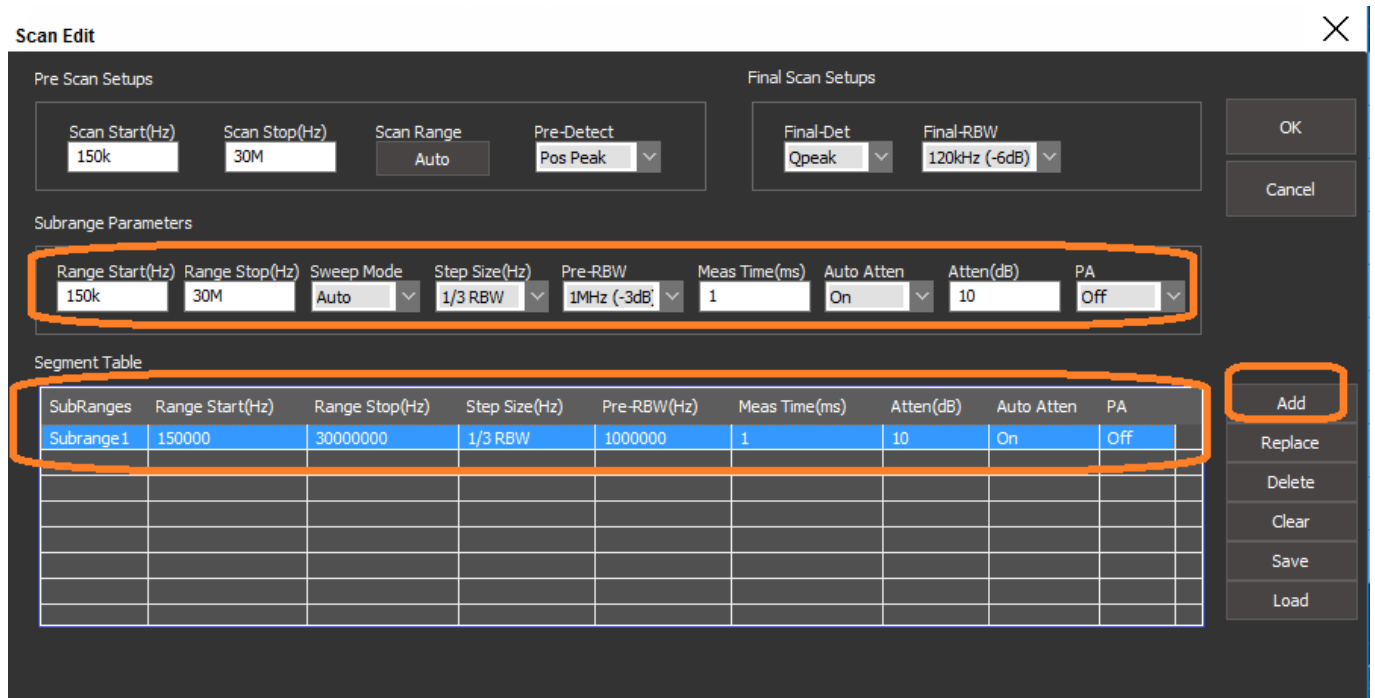 Scan Edit
Pre Scan Setups
Final Scan Setups
Scan Start(Hz) Scan Stop(Hz) Scan Range Pre-Detect
150k 30M Auto Pos Peak
Final-Det Final-RBW
Qpeak 120kHz (-6dB)
OK
Cancel
Subrange Parameters
Range Start(Hz) Range Stop(Hz) Sweep Mode Step Size(Hz) Pre-RBW Meas Time(ms) Auto Atten Atten(dB) PA
150k 30M Auto 1/3 RBW 1MHz (-3dB) 1 On 10 Off
Segment Table
SubRanges Range Start(Hz) Range Stop(Hz) Step Size(Hz) Pre-RBW(Hz) Meas Time(ms) Atten(dB) Auto Atten PA
Subrange1 150000 30000000 1/3 RBW 1000000 1 10 On Off
Add
Replace
Delete
Clear
Save
Load